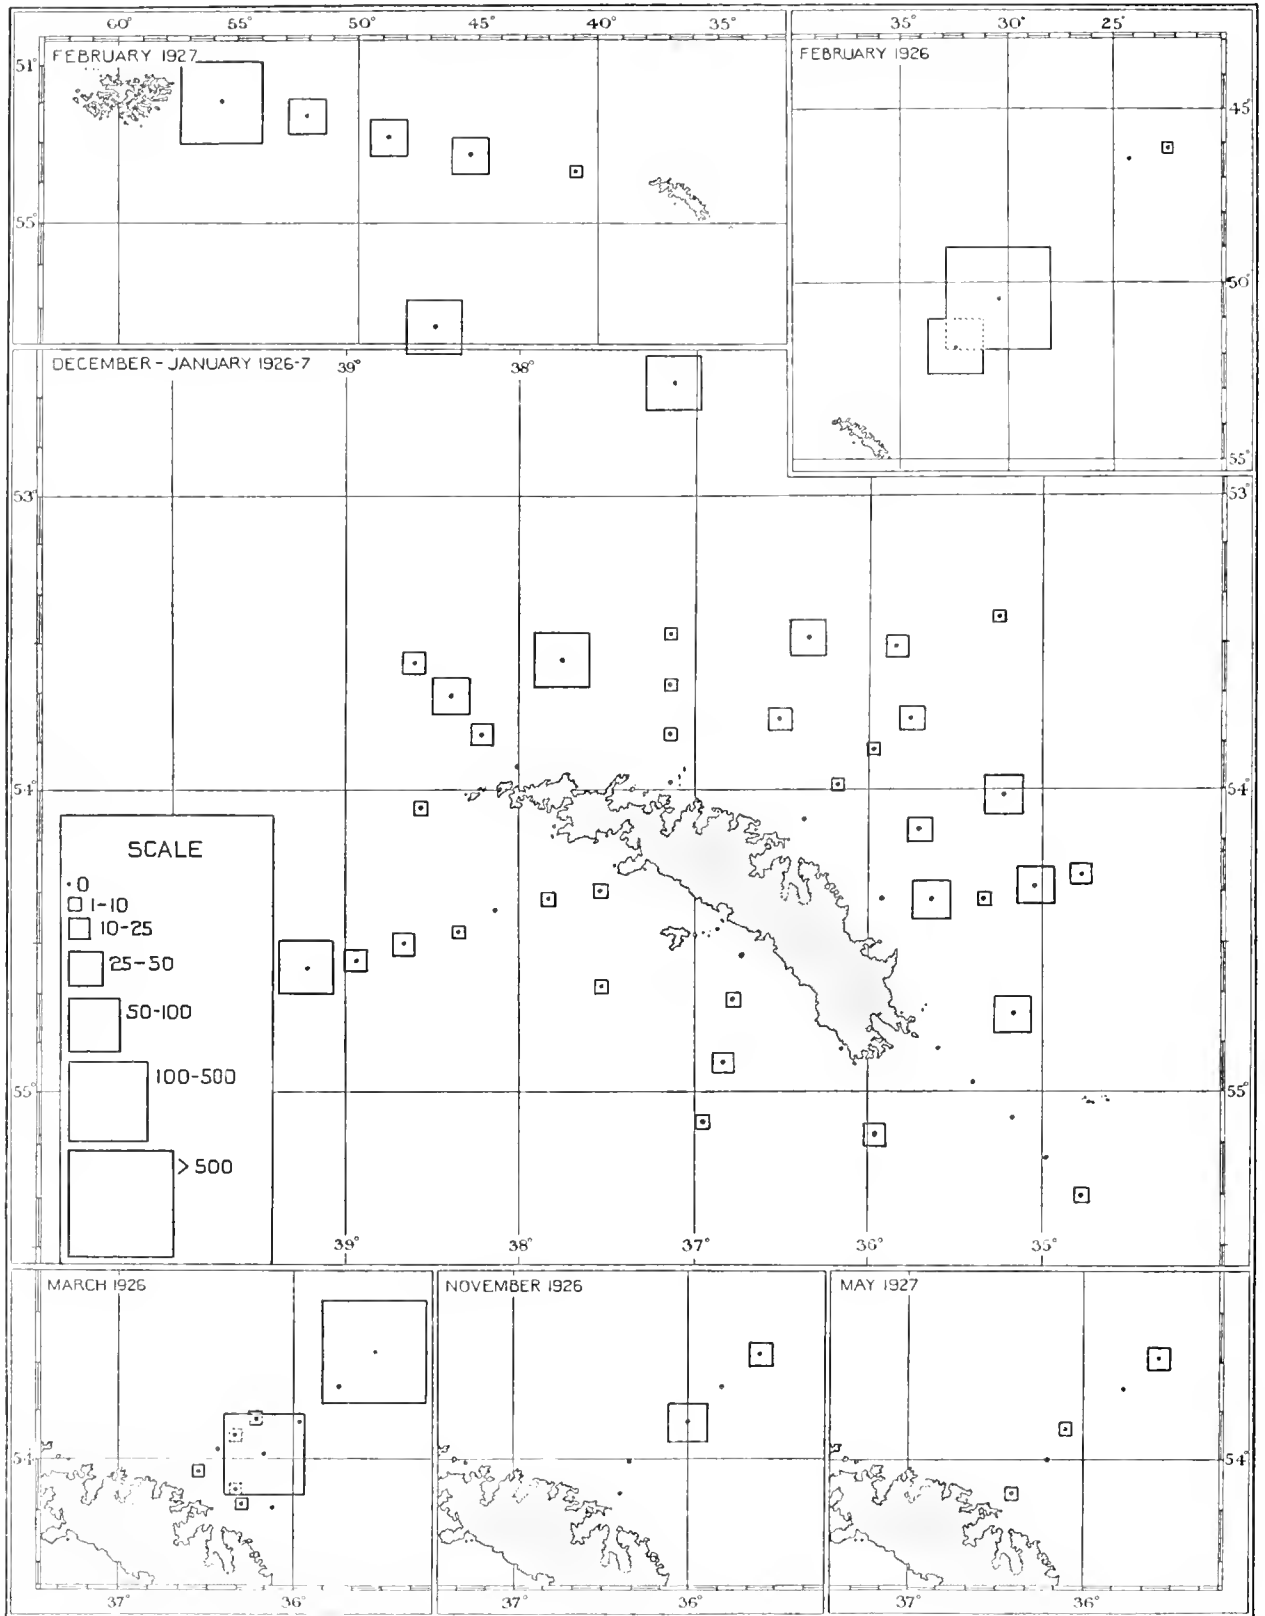 60° 55° 50° 45° 40° 35°
35° 30° 25°
FEBRUARY 1927
FEBRUARY 1926
51°
45°
50°
55°
55°
DECEMBER - JANUARY 1926-7
39° 38°
53° 53°
54° 54°
SCALE
0
1-10
10-25
25-50
50-100
100-500
>500
55° 55°
39° 38° 37° 36° 35°
MARCH 1926
NOVEMBER 1926
MAY 1927
54° 54°
37° 36° 37° 36° 37° 36°